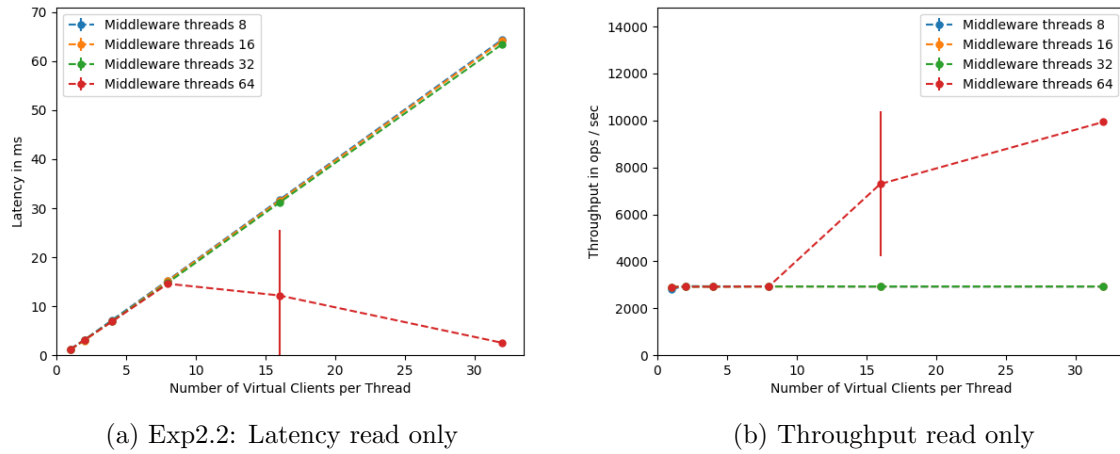 70
60
50
40
30
20
10
0
Latency in ms
Middleware threads 8
Middleware threads 16
Middleware threads 32
Middleware threads 64
0 5 10 15 20 25 30
Number of Virtual Clients per Thread
(a) Exp2.2: Latency read only
14000
12000
10000
8000
6000
4000
2000
0
Throughput in ops / sec
Middleware threads 8
Middleware threads 16
Middleware threads 32
Middleware threads 64
0 5 10 15 20 25 30
Number of Virtual Clients per Thread
(b) Throughput read only